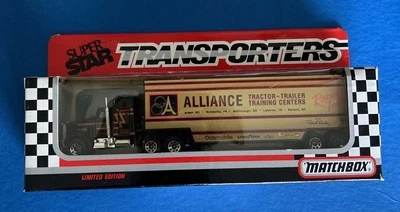 SUPER
STAR
TRANSPORTERS
ALLIANCE
TRACTOR-TRAILER
TRAINING CENTERS
Oldsmobile
LIMITED EDITION
MATCHBOX